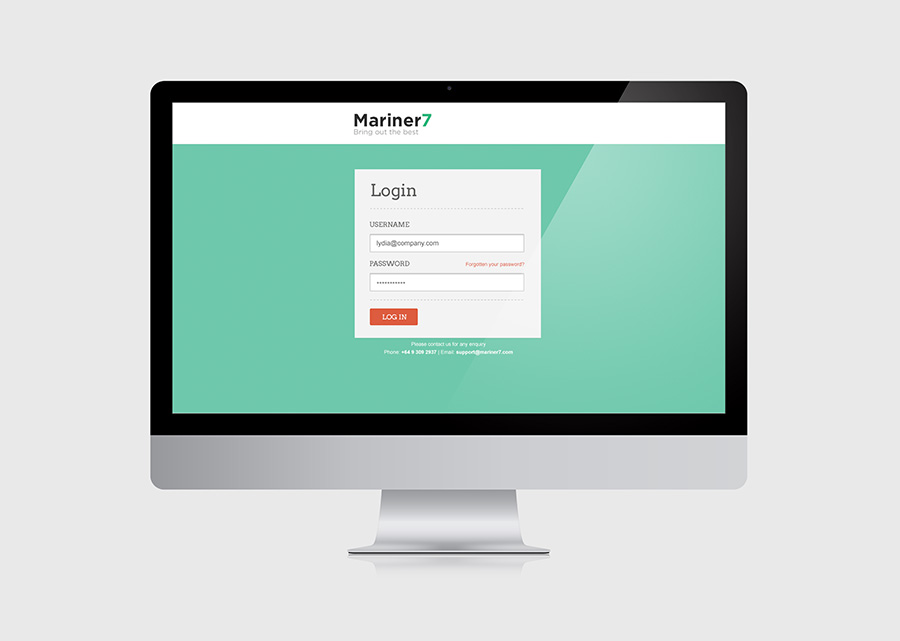 Mariner7
Bring out the best
Login
USERNAME
lydia@company.com
PASSWORD Forgotten your password?
***********
LOG IN
Please contact us for any enquiry
Phone: +64 9 309 2937 | Email: support@mariner7.com